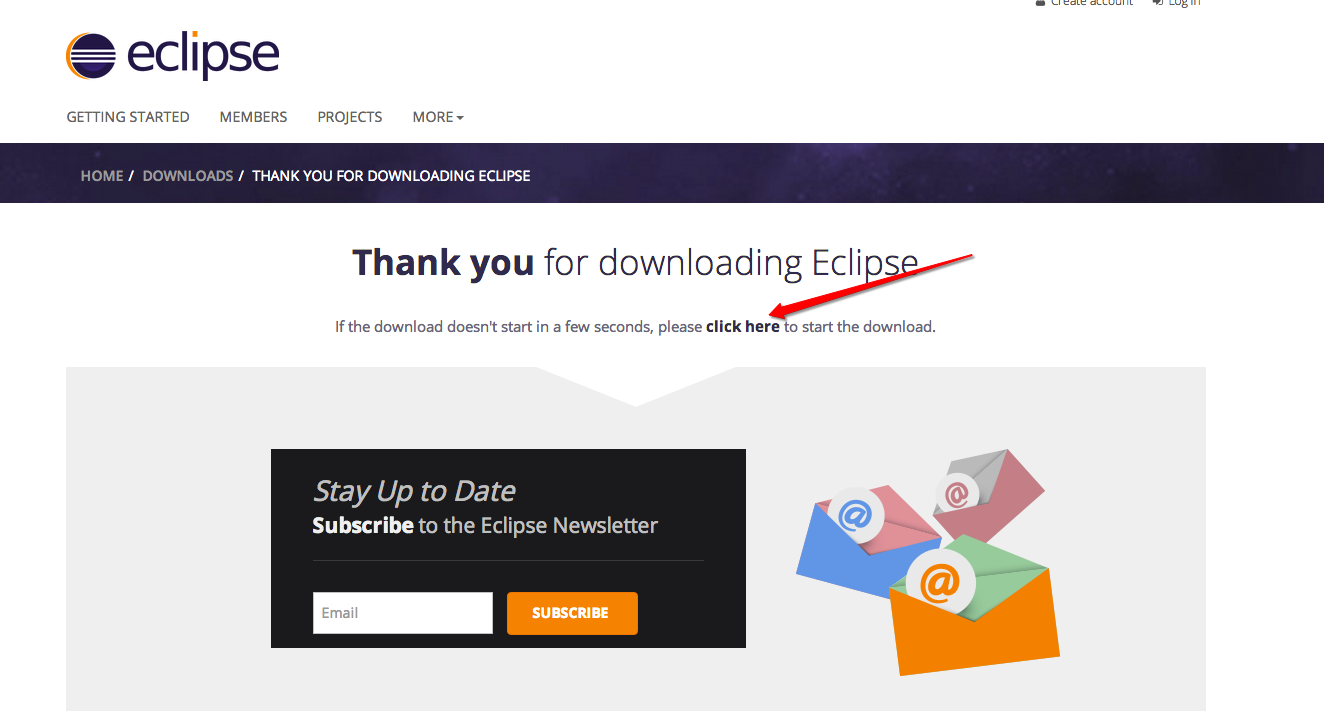 Create account Log in
eclipse
GETTING STARTED MEMBERS PROJECTS MORE
HOME / DOWNLOADS / THANK YOU FOR DOWNLOADING ECLIPSE
Thank you for downloading Eclipse
If the download doesn't start in a few seconds, please click here to start the download.
Stay Up to Date
Subscribe to the Eclipse Newsletter
Email SUBSCRIBE
@
@
@